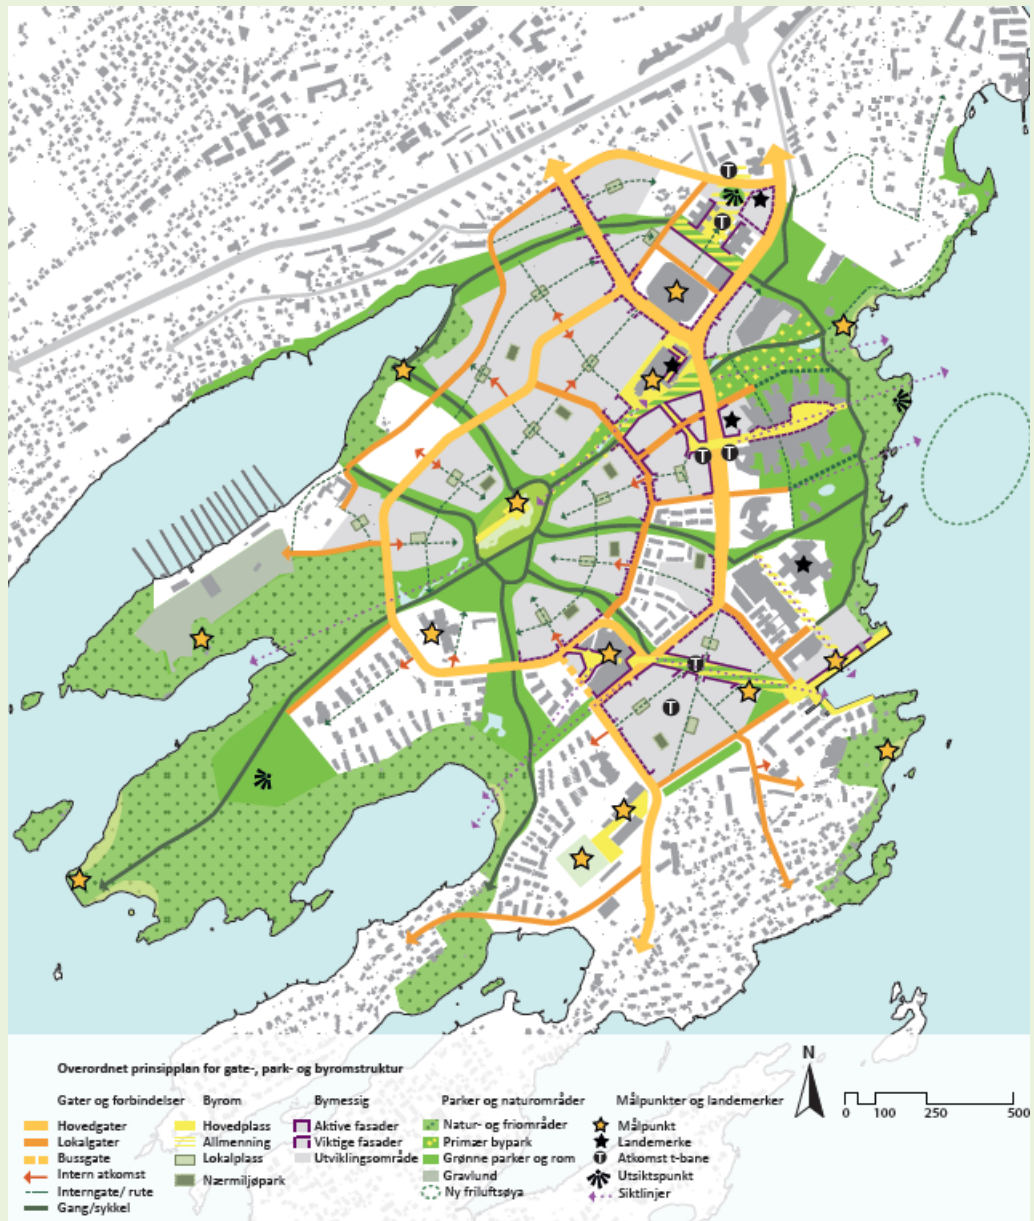 T
T
T
T
T
T
Overordnet prinsipplan for gate-, park- og byromstruktur
Gater og forbindelser
Hovedgater
Lokalgater
Bussgate
Intern atkomst
Interngate/ rute
Gang/sykkel
Byrom
Hovedplass
Allmenning
Lokalplass
Nærmiljøpark
Bymessig
Aktive fasader
Viktige fasader
Utviklingsområde
Parker og naturområder
Natur- og friområder
Primær bypark
Grønne parker og rom
Gravlund
Ny friluftsøya
Målpunkter og landemerker
Målpunkt
Landemerke
T Atkomst t-bane
Utsiktspunkt
Siktlinjer
N
0 100 250 500